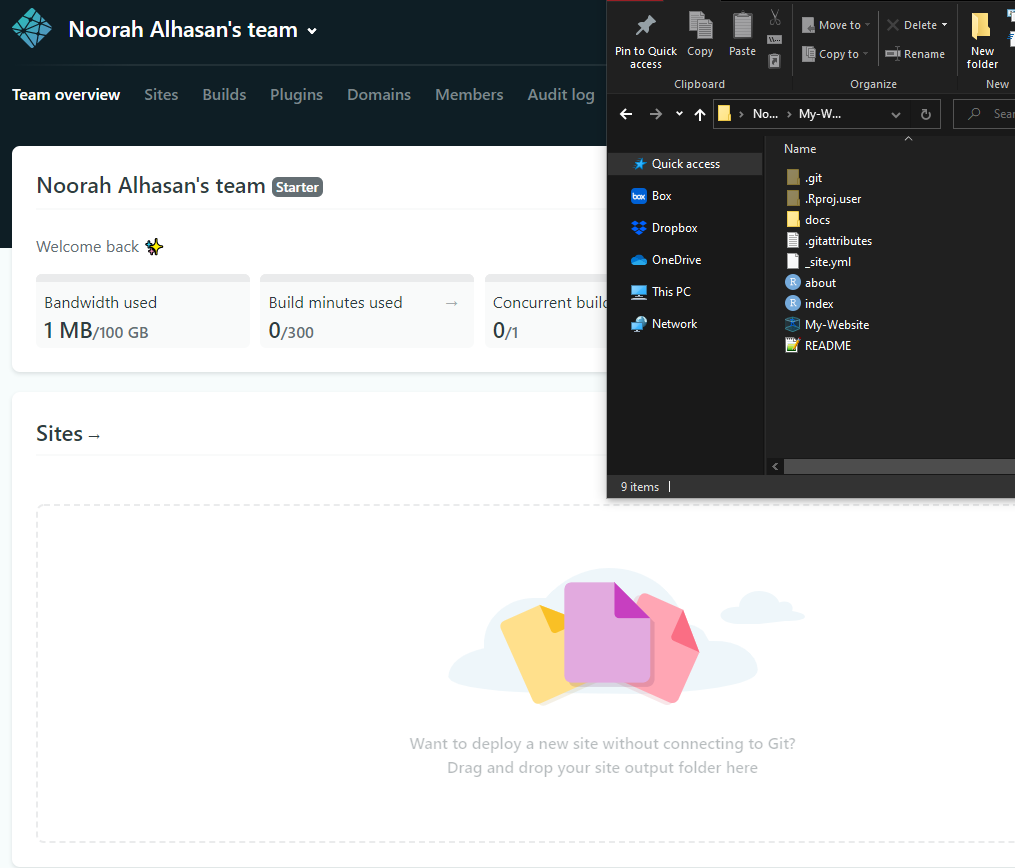 Noorah Alhasan's team
Team overview Sites Builds Plugins Domains Members Audit log
Noorah Alhasan's team Starter
Welcome back
Bandwidth used
1 MB/100 GB
Build minutes used →
0/300
Concurrent build
0/1
Sites →
Want to deploy a new site without connecting to Git?
Drag and drop your site output folder here
Pin to Quick
access
Copy
Paste
Move to
Copy to
Delete
Rename
New
folder
Clipboard
Organize
New
No... › My-W...
Sear
Quick access
Box
Dropbox
OneDrive
This PC
Network
Name
.git
.Rproj.user
docs
.gitattributes
_site.yml
about
index
My-Website
README
9 items